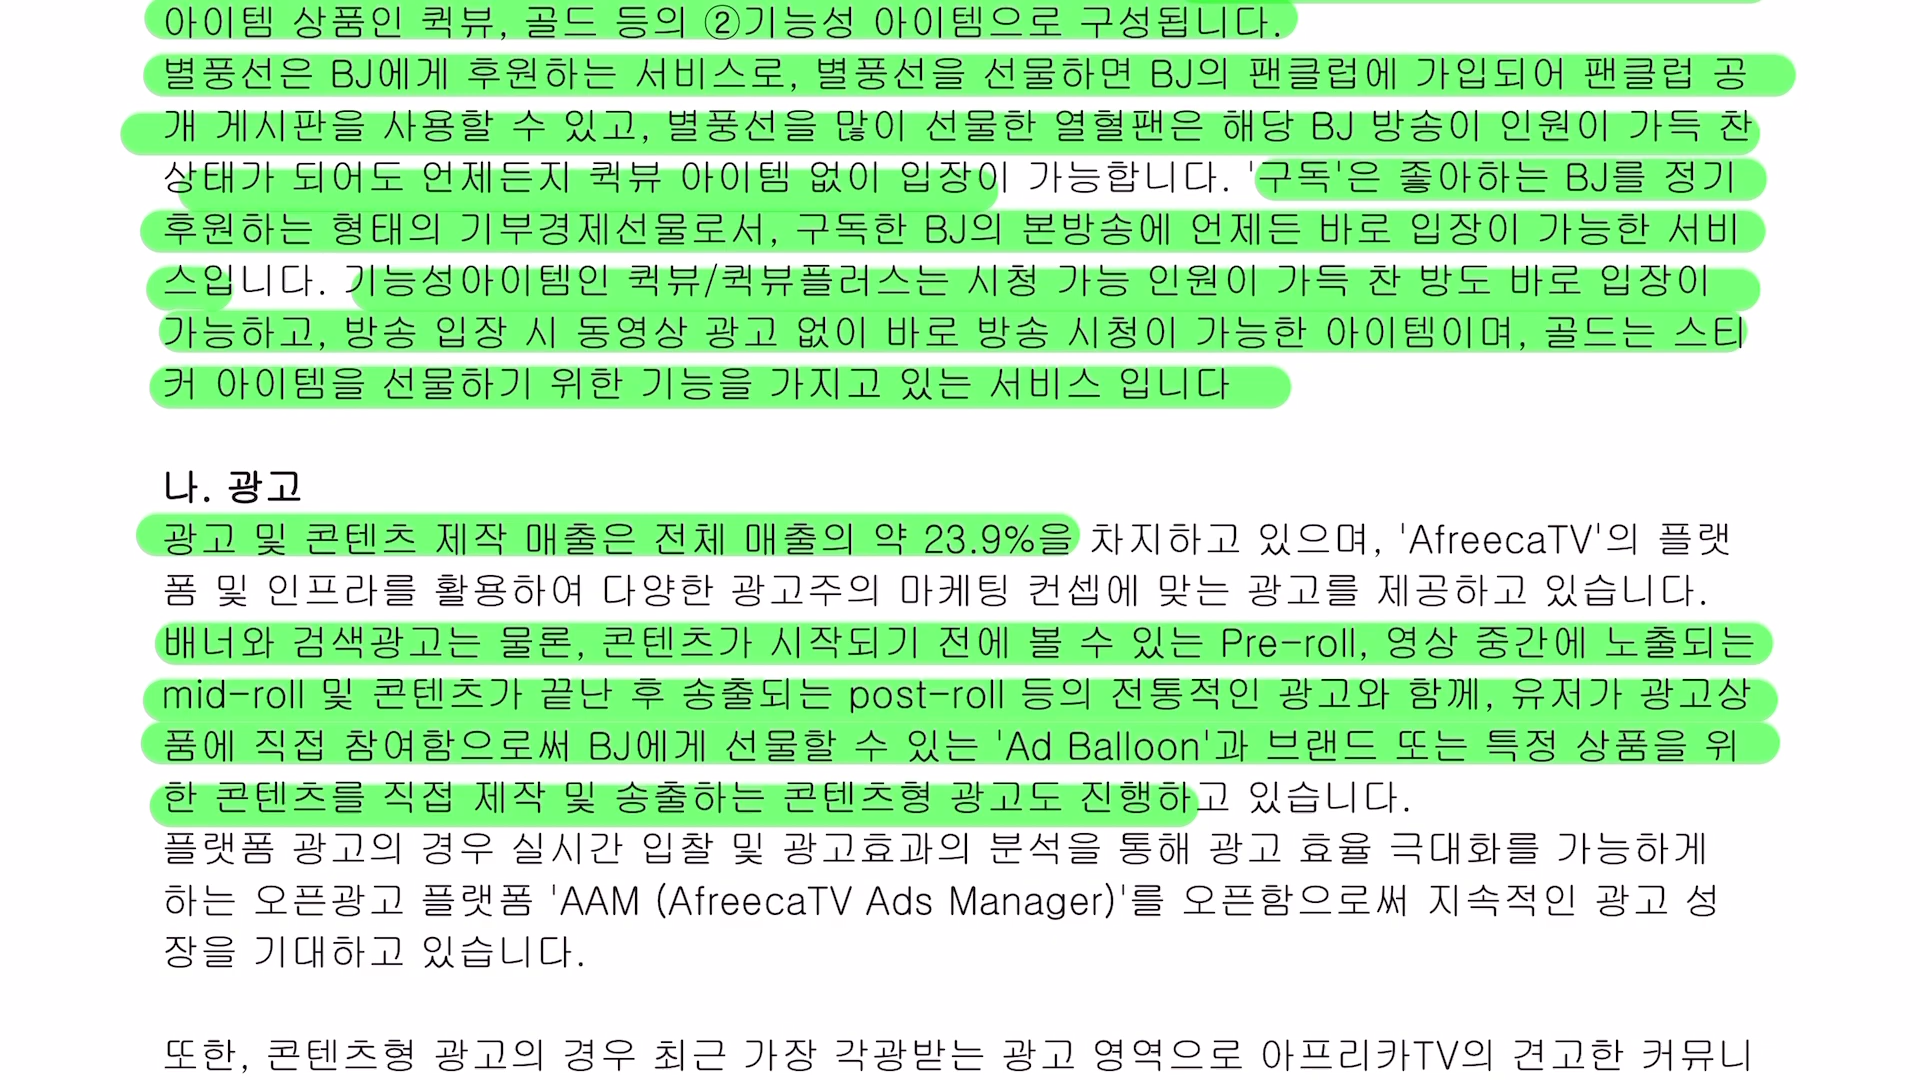 아이템 상품인 퀵뷰, 골드 등의 ②기능성 아이템으로 구성됩니다.
별풍선은 BJ에게 후원하는 서비스로, 별풍선을 선물하면 BJ의 팬클럽에 가입되어 팬클럽 공
개 게시판을 사용할 수 있고, 별풍선을 많이 선물한 열혈팬은 해당 BJ 방송이 인원이 가득 찬
상태가 되어도 언제든지 퀵뷰 아이템 없이 입장이 가능합니다. '구독'은 좋아하는 BJ를 정기
후원하는 형태의 기부경제선물로서, 구독한 BJ의 본방송에 언제든 바로 입장이 가능한 서비
스입니다. 기능성아이템인 퀵뷰/퀵뷰플러스는 시청 가능 인원이 가득 찬 방도 바로 입장이
가능하고, 방송 입장 시 동영상 광고 없이 바로 방송 시청이 가능한 아이템이며, 골드는 스티
커 아이템을 선물하기 위한 기능을 가지고 있는 서비스 입니다
나. 광고
광고 및 콘텐츠 제작 매출은 전체 매출의 약 23.9%을 차지하고 있으며, 'AfreecaTV'의 플랫
폼 및 인프라를 활용하여 다양한 광고주의 마케팅 컨셉에 맞는 광고를 제공하고 있습니다.
배너와 검색광고는 물론, 콘텐츠가 시작되기 전에 볼 수 있는 Pre-roll, 영상 중간에 노출되는
mid-roll 및 콘텐츠가 끝난 후 송출되는 post-roll 등의 전통적인 광고와 함께, 유저가 광고상
품에 직접 참여함으로써 BJ에게 선물할 수 있는 'Ad Balloon'과 브랜드 또는 특정 상품을 위
한 콘텐츠를 직접 제작 및 송출하는 콘텐츠형 광고도 진행하고 있습니다.
플랫폼 광고의 경우 실시간 입찰 및 광고효과의 분석을 통해 광고 효율 극대화를 가능하게
하는 오픈광고 플랫폼 'AAM (AfreecaTV Ads Manager)'를 오픈함으로써 지속적인 광고 성
장을 기대하고 있습니다.
또한, 콘텐츠형 광고의 경우 최근 가장 각광받는 광고 영역으로 아프리카TV의 견고한 커뮤니